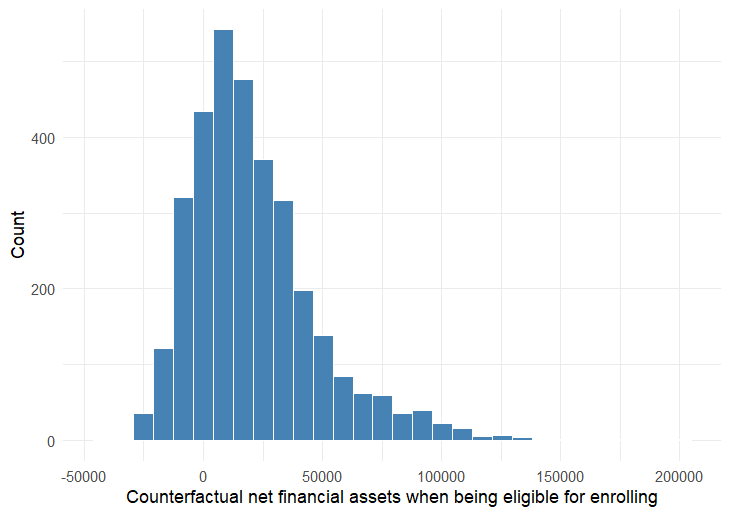 Count
400
200
0
-50000 0 50000 100000 150000 200000
Counterfactual net financial assets when being eligible for enrolling